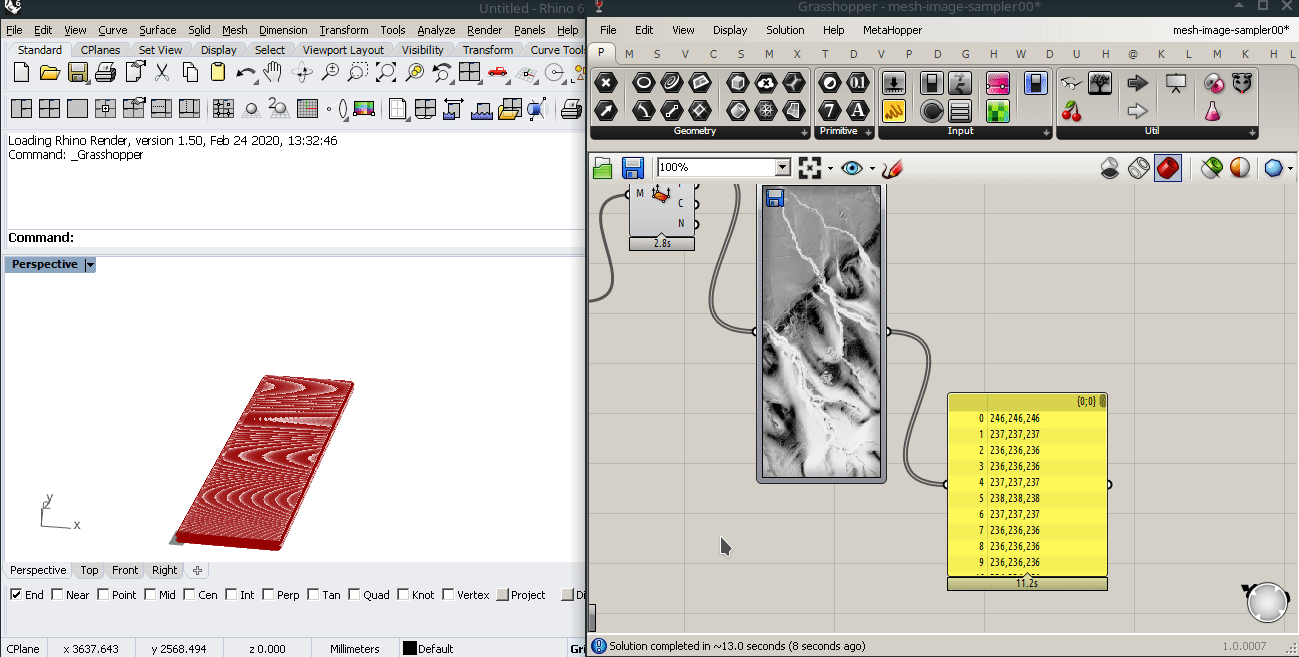 Untitled - Rhino 6
File Edit View Curve Surface Solid Mesh Dimension Transform Tools Analyze Render Panels Help
Standard CPlanes Set View Display Select Viewport Layout Visibility Transform Curve Tools
Loading Rhino Render, version 1.50, Feb 24 2020, 13:32:46
Command: _Grasshopper
Command:
Perspective
y
z
x
Perspective Top Front Right
End Near Point Mid Cen Int Perp Tan Quad Knot Vertex Project Di
CPlane x 3637.643 y 2568.494 z 0.000 Millimeters Default Gri
Grasshopper - mesh-image-sampler00*
File Edit View Display Solution Help MetaHopper mesh-image-sampler00*
P M S V C S M X T D W P V P A E D U H @ K L M K H L
Geometry Primitive Input Util
100%
M
C
N
2.8s
{0;0}
0 246,246,246
1 237,237,237
2 236,236,236
3 236,236,236
4 237,237,237
5 238,238,238
6 237,237,237
7 236,236,236
8 236,236,236
9 236,236,236
11.2s
Solution completed in ~13.0 seconds (8 seconds ago) 1.0.0007